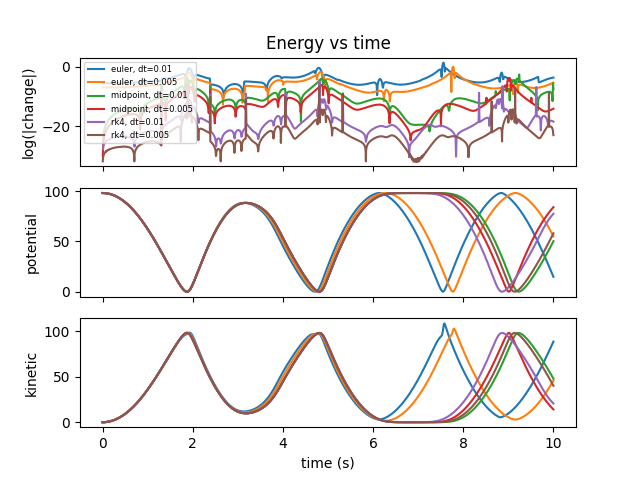 Energy vs time
log(|change|)
0
−20
euler, dt=0.01
euler, dt=0.005
midpoint, dt=0.01
midpoint, dt=0.005
rk4, dt=0.01
rk4, dt=0.005
potential
100
50
0
kinetic
100
50
0
0 2 4 6 8 10
time (s)